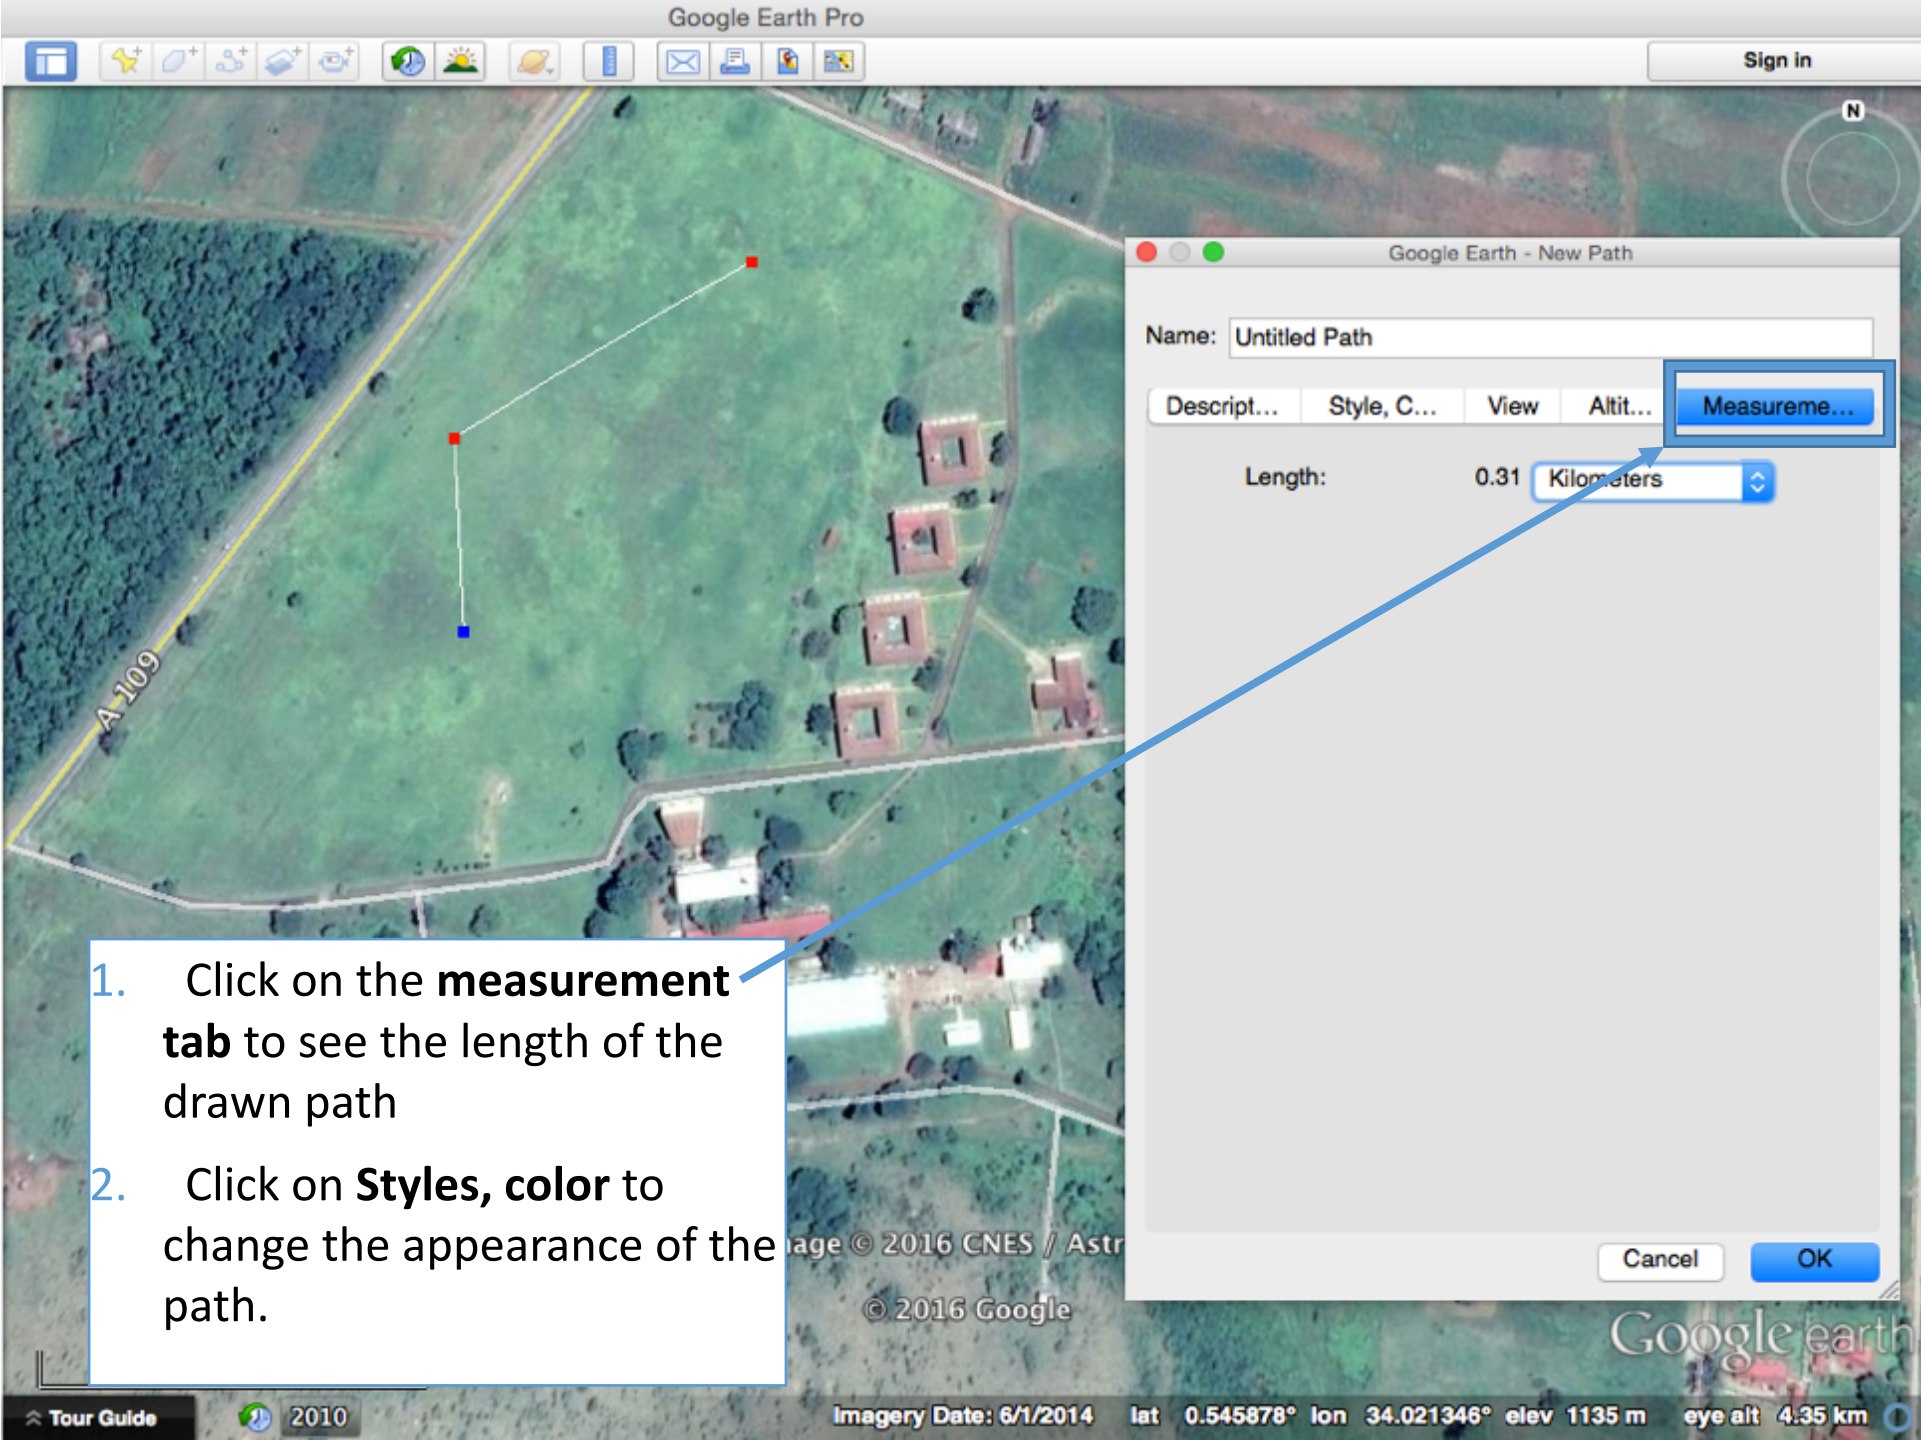 Google Earth Pro
Sign in
N
Google Earth - New Path
Name: Untitled Path
Descript... Style, C... View Altit... Measureme...
Length: 0.31 Kilometers
A 109
1. Click on the measurement
tab to see the length of the
drawn path
2. Click on Styles, color to
change the appearance of the
path.
age © 2016 CNES / Astr
© 2016 Google
Cancel OK
Google earth
Tour Guide 2010 Imagery Date: 6/1/2014 lat 0.545878° lon 34.021346° elev 1135 m eye alt 4.35 km